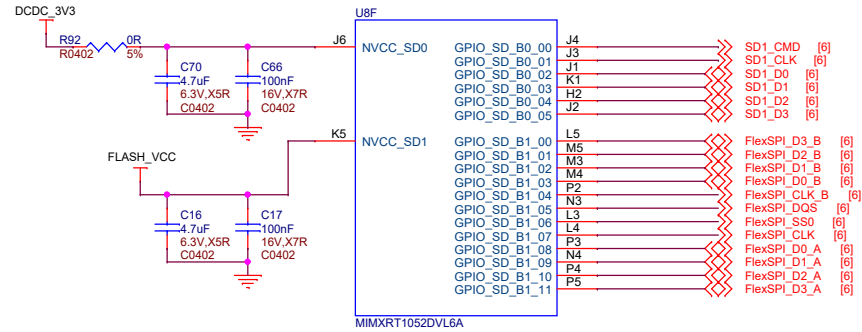 DCDC_3V3
U8F
R92 0R
R0402 5%
J6 NVCC_SD0
C70
4.7uF
6.3V,X5R
C0402
C66
100nF
16V,X7R
C0402
K5 NVCC_SD1
FLASH_VCC
C16
4.7uF
6.3V,X5R
C0402
C17
100nF
16V,X7R
C0402
GPIO_SD_B0_00 J4 SD1_CMD [6]
GPIO_SD_B0_01 J3 SD1_CLK [6]
GPIO_SD_B0_02 J1 SD1_D0 [6]
GPIO_SD_B0_03 K1 SD1_D1 [6]
GPIO_SD_B0_04 H2 SD1_D2 [6]
GPIO_SD_B0_05 J2 SD1_D3 [6]
GPIO_SD_B1_00 L5 FlexSPI_D3_B [6]
GPIO_SD_B1_01 M5 FlexSPI_D2_B [6]
GPIO_SD_B1_02 M3 FlexSPI_D1_B [6]
GPIO_SD_B1_03 M4 FlexSPI_D0_B [6]
GPIO_SD_B1_04 P2 FlexSPI_CLK_B [6]
GPIO_SD_B1_05 N3 FlexSPI_DQS [6]
GPIO_SD_B1_06 L3 FlexSPI_SS0 [6]
GPIO_SD_B1_07 L4 FlexSPI_CLK [6]
GPIO_SD_B1_08 P3 FlexSPI_D0_A [6]
GPIO_SD_B1_09 N4 FlexSPI_D1_A [6]
GPIO_SD_B1_10 P4 FlexSPI_D2_A [6]
GPIO_SD_B1_11 P5 FlexSPI_D3_A [6]
MIMXRT1052DVL6A